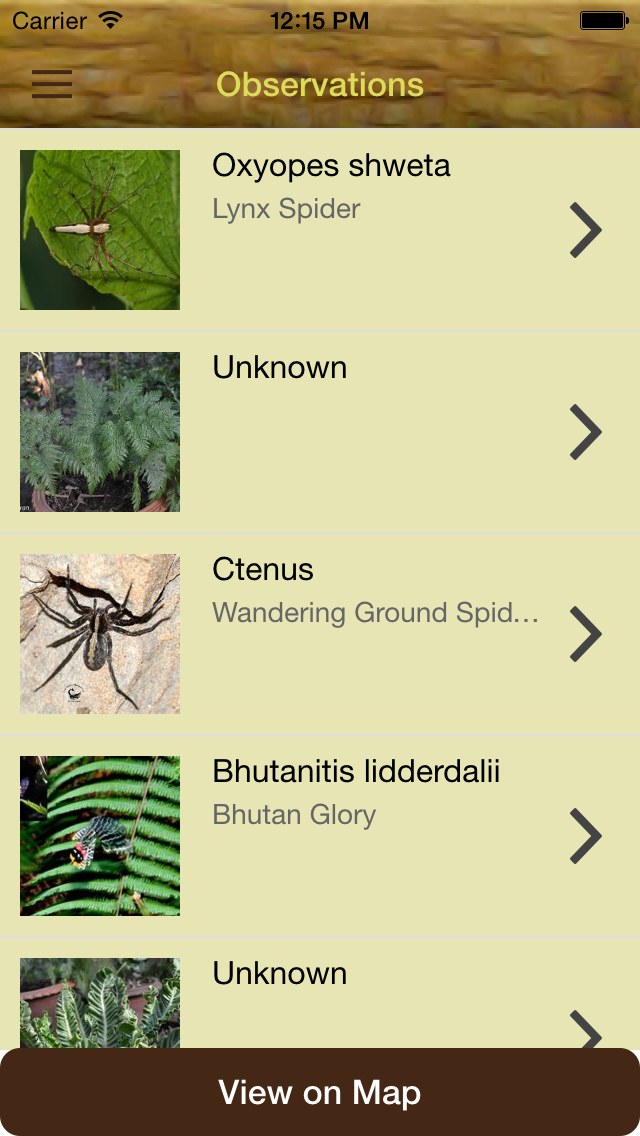 Carrier 12:15 PM
Observations
Oxyopes shweta
Lynx Spider
Unknown
Ctenus
Wandering Ground Spid…
Bhutanitis lidderdalii
Bhutan Glory
Unknown
View on Map